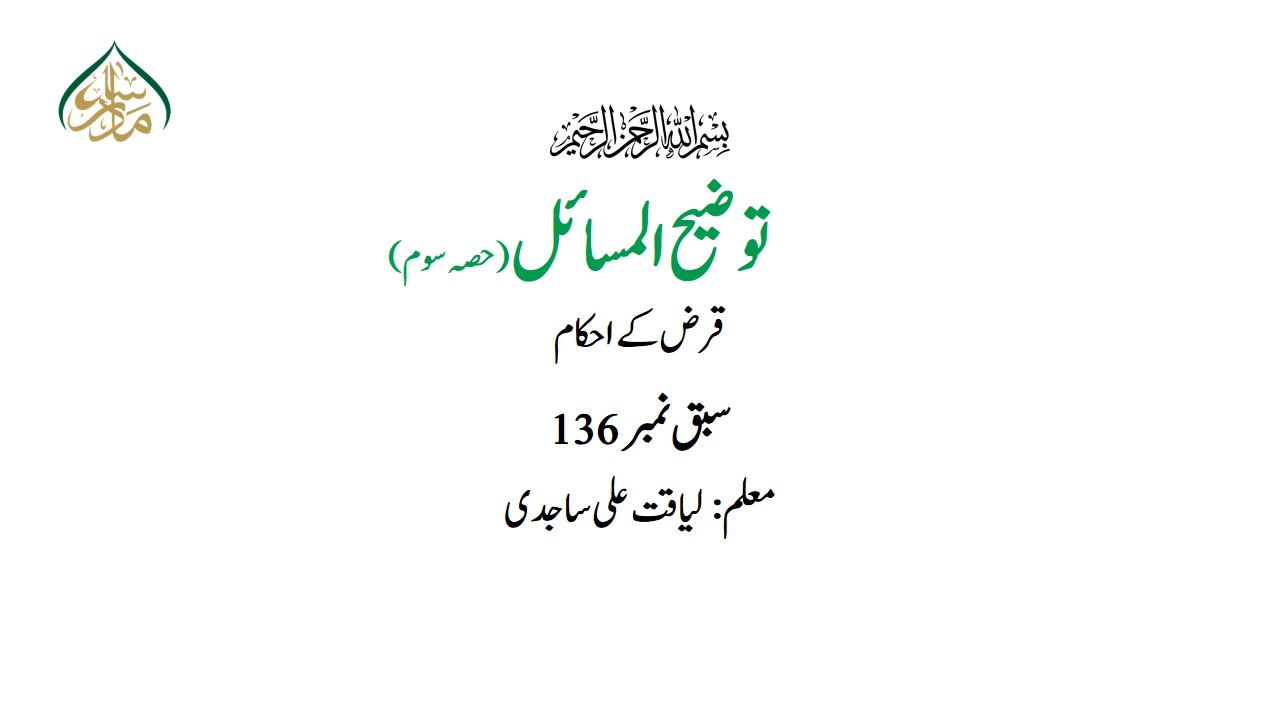 بسم اللہ الرحمن الرحیم
توضیح المسائل (حصہ سوم)
قرض کے احکام
سبق نمبر 136
معلم: لیاقت علی ساجدی